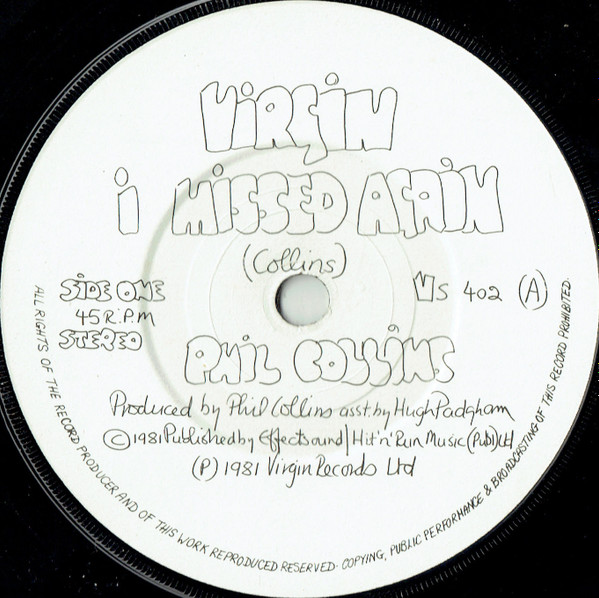 VIRGIN
i MISSED AGAIN
(Collins)
SIDE ONE
45 R.P.M
STEREO
VS 402 (A)
PHIL COLLINS
Produced by Phil Collins asst. by Hugh Padgham
© 1981 Published by Effectsound / Hit 'n' Run Music (Publ) Ltd
(P) 1981 Virgin Records Ltd
ALL RIGHTS OF THE RECORD PRODUCER AND OF THIS WORK REPRODUCED RESERVED. COPYING, PUBLIC PERFORMANCE & BROADCASTING OF THIS RECORD PROHIBITED.